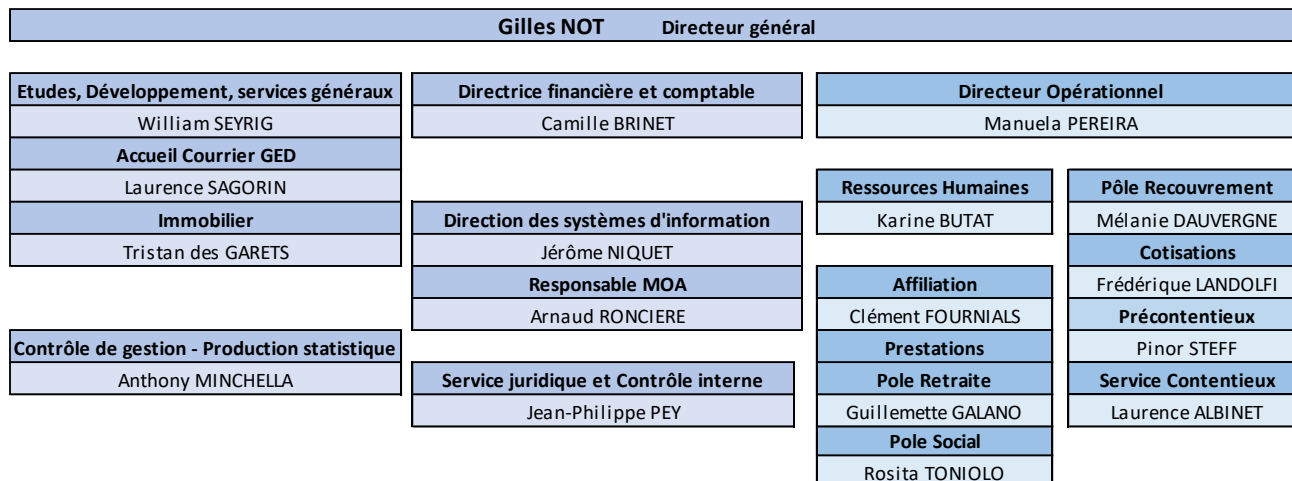 Gilles NOT Directeur général
Etudes, Développement, services généraux
William SEYRIG
Accueil Courrier GED
Laurence SAGORIN
Immobilier
Tristan des GARETS
Contrôle de gestion - Production statistique
Anthony MINCHELLA
Directrice financière et comptable
Camille BRINET
Direction des systèmes d'information
Jérôme NIQUET
Responsable MOA
Arnaud RONCIERE
Service juridique et Contrôle interne
Jean-Philippe PEY
Directeur Opérationnel
Manuela PEREIRA
Ressources Humaines
Karine BUTAT
Affiliation
Clément FOURNIALS
Prestations
Pole Retraite
Guillemette GALANO
Pole Social
Rosita TONIOLO
Pôle Recouvrement
Mélanie DAUVERGNE
Cotisations
Frédérique LANDOLFI
Précontentieux
Pinor STEFF
Service Contentieux
Laurence ALBINET